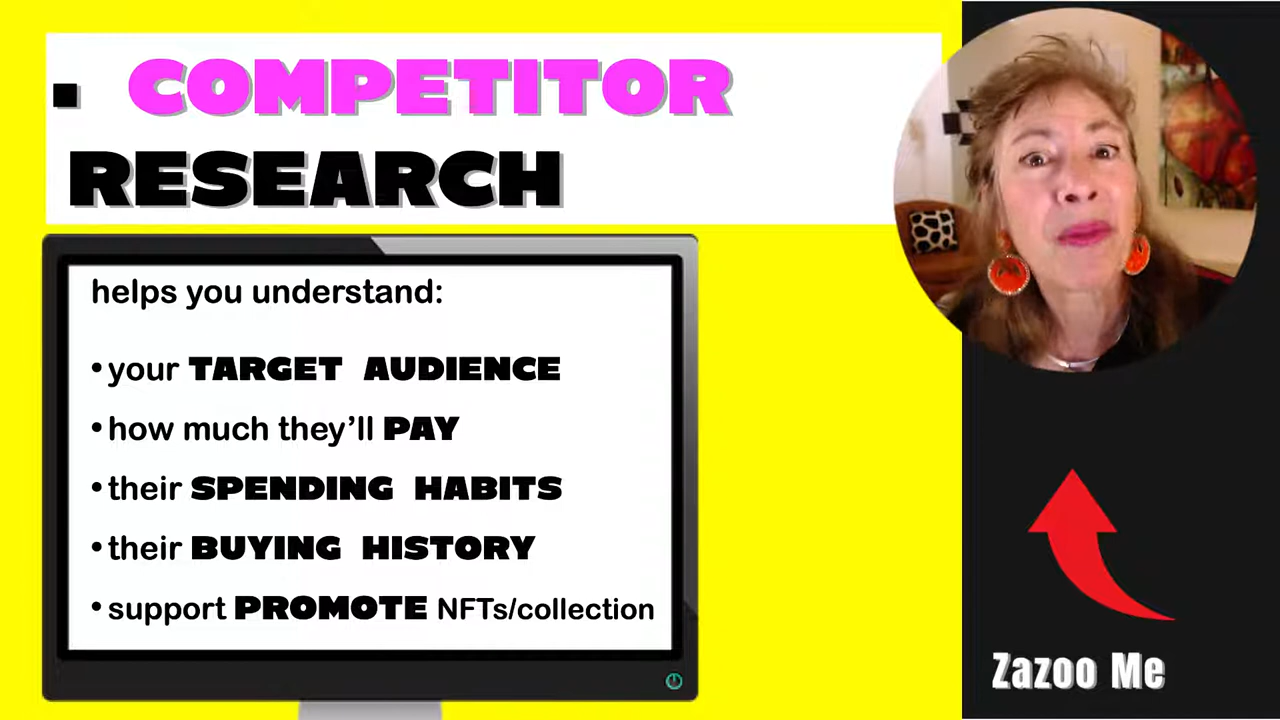 ▪ COMPETITOR
RESEARCH
helps you understand:
• your TARGET AUDIENCE
• how much they’ll PAY
• their SPENDING HABITS
• their BUYING HISTORY
• support PROMOTE NFTs/collection
Zazoo Me